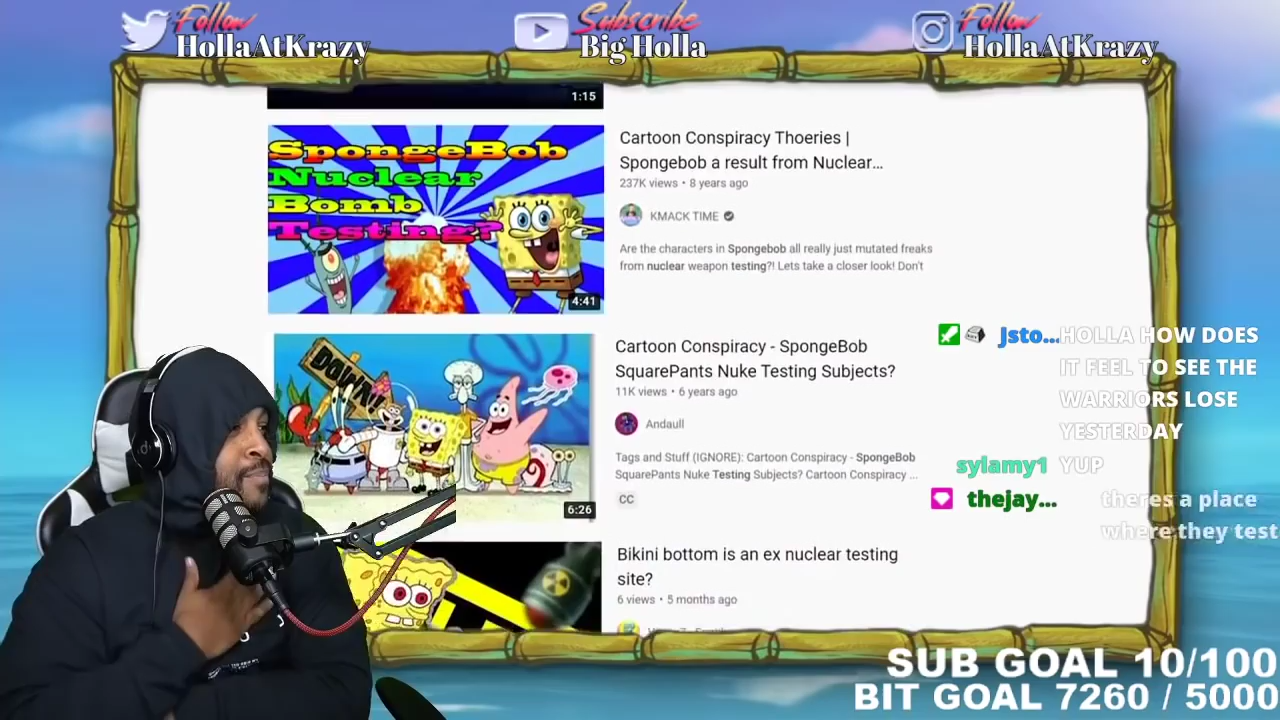 Follow
HollaAtKrazy
Subscribe
Big Holla
Follow
HollaAtKrazy
1:15
SpongeBob
Nuclear
Bomb
Testing?
4:41
Cartoon Conspiracy Thoeries |
Spongebob a result from Nuclear...
237K views • 8 years ago
KMACK TIME
Are the characters in Spongebob all really just mutated freaks
from nuclear weapon testing?! Lets take a closer look! Don't
DOWN
6:26
Cartoon Conspiracy - SpongeBob
SquarePants Nuke Testing Subjects?
11K views • 6 years ago
Andaull
Tags and Stuff (IGNORE): Cartoon Conspiracy - SpongeBob
SquarePants Nuke Testing Subjects? Cartoon Conspiracy ...
CC
Bikini bottom is an ex nuclear testing
site?
6 views • 5 months ago
Jsto... HOLLA HOW DOES
IT FEEL TO SEE THE
WARRIORS LOSE
YESTERDAY
sylamy1 YUP
thejay... theres a place
where they test
SUB GOAL 10/100
BIT GOAL 7260 / 5000